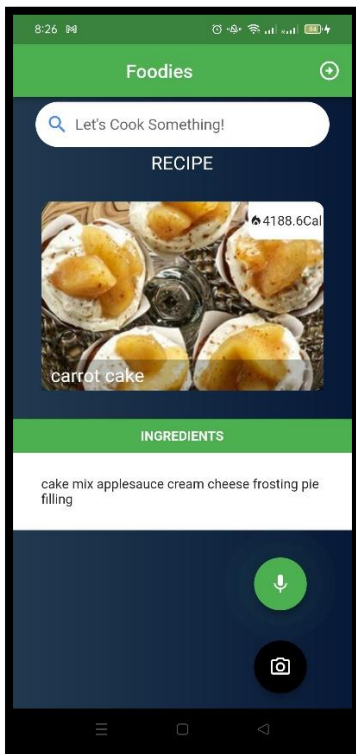 8:26
84
Foodies
Let's Cook Something!
RECIPE
4188.6Cal
carrot cake
INGREDIENTS
cake mix applesauce cream cheese frosting pie
filling